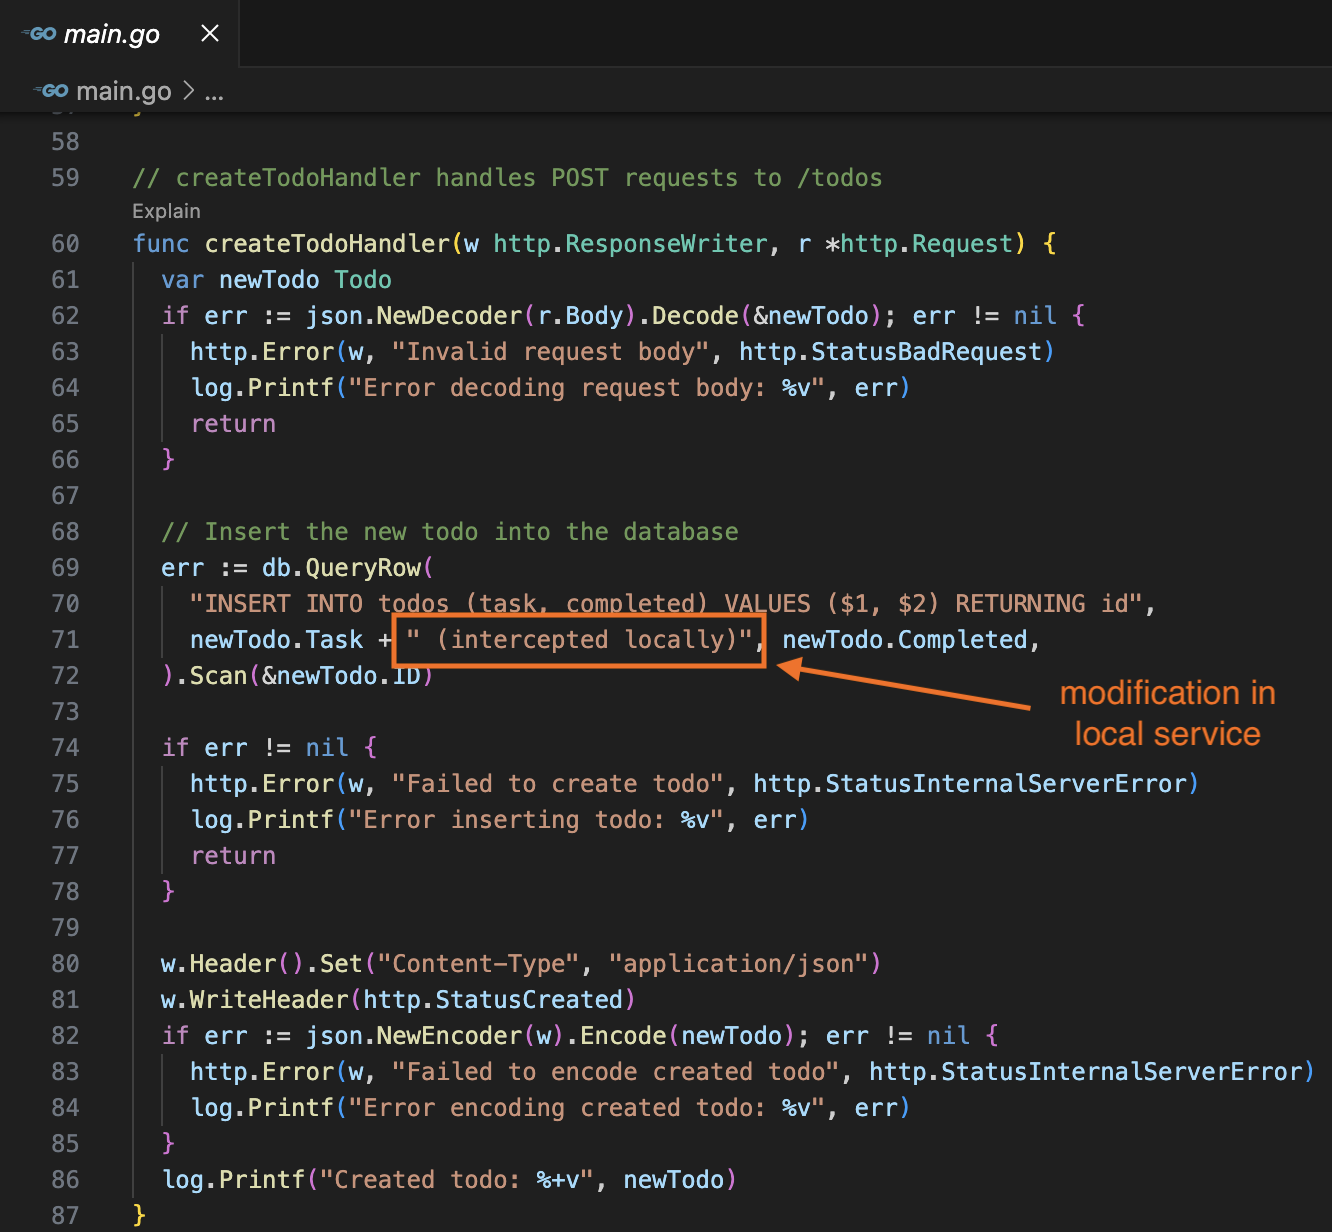 GO main.go ×
GO main.go > ...
58
59 // createTodoHandler handles POST requests to /todos
Explain
60 func createTodoHandler(w http.ResponseWriter, r *http.Request) {
61 var newTodo Todo
62 if err := json.NewDecoder(r.Body).Decode(&newTodo); err != nil {
63 http.Error(w, "Invalid request body", http.StatusBadRequest)
64 log.Printf("Error decoding request body: %v", err)
65 return
66 }
67
68 // Insert the new todo into the database
69 err := db.QueryRow(
70 "INSERT INTO todos (task, completed) VALUES ($1, $2) RETURNING id",
71 newTodo.Task + " (intercepted locally)", newTodo.Completed,
72 ).Scan(&newTodo.ID)
modification in
local service
73
74 if err != nil {
75 http.Error(w, "Failed to create todo", http.StatusInternalServerError)
76 log.Printf("Error inserting todo: %v", err)
77 return
78 }
79
80 w.Header().Set("Content-Type", "application/json")
81 w.WriteHeader(http.StatusCreated)
82 if err := json.NewEncoder(w).Encode(newTodo); err != nil {
83 http.Error(w, "Failed to encode created todo", http.StatusInternalServerError)
84 log.Printf("Error encoding created todo: %v", err)
85 }
86 log.Printf("Created todo: %+v", newTodo)
87 }